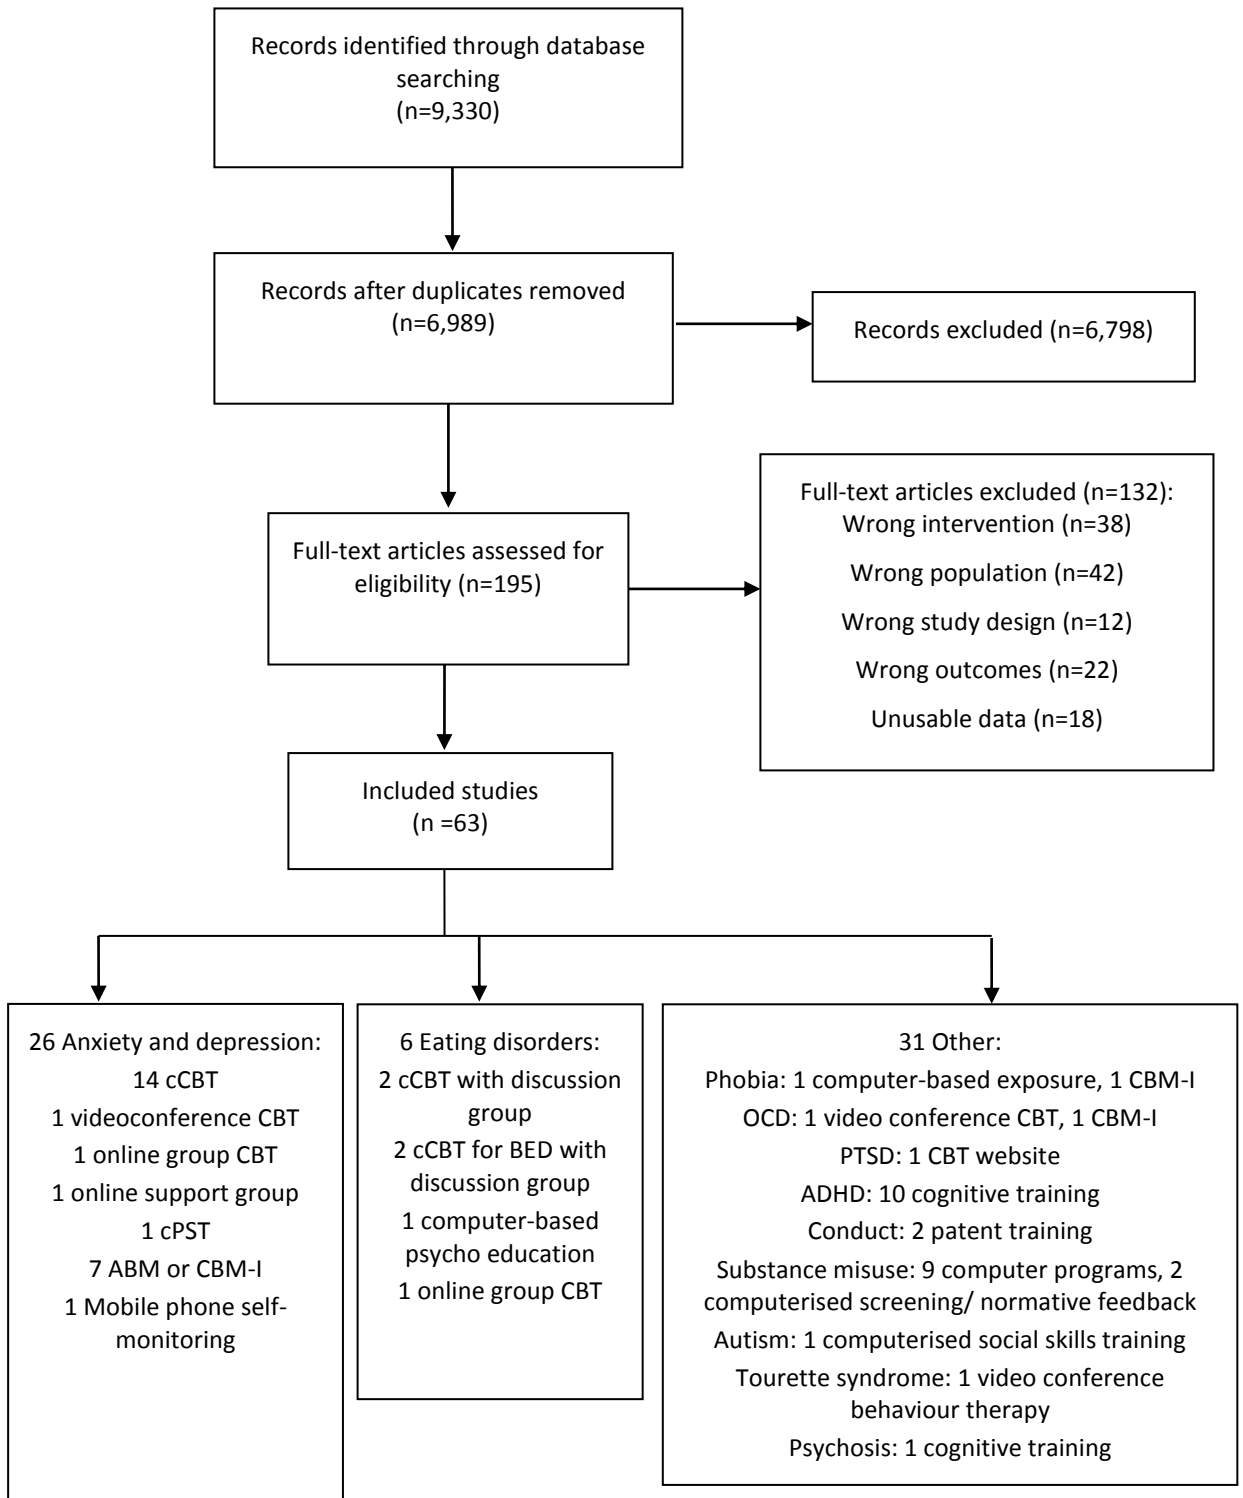 Records identified through database
searching
(n=9,330)
Records after duplicates removed
(n=6,989)
Records excluded (n=6,798)
Full-text articles assessed for
eligibility (n=195)
Full-text articles excluded (n=132):
Wrong intervention (n=38)
Wrong population (n=42)
Wrong study design (n=12)
Wrong outcomes (n=22)
Unusable data (n=18)
Included studies
(n =63)
26 Anxiety and depression:
14 cCBT
1 videoconference CBT
1 online group CBT
1 online support group
1 cPST
7 ABM or CBM-I
1 Mobile phone self-
monitoring
6 Eating disorders:
2 cCBT with discussion
group
2 cCBT for BED with
discussion group
1 computer-based
psycho education
1 online group CBT
31 Other:
Phobia: 1 computer-based exposure, 1 CBM-I
OCD: 1 video conference CBT, 1 CBM-I
PTSD: 1 CBT website
ADHD: 10 cognitive training
Conduct: 2 patent training
Substance misuse: 9 computer programs, 2
computerised screening/ normative feedback
Autism: 1 computerised social skills training
Tourette syndrome: 1 video conference
behaviour therapy
Psychosis: 1 cognitive training